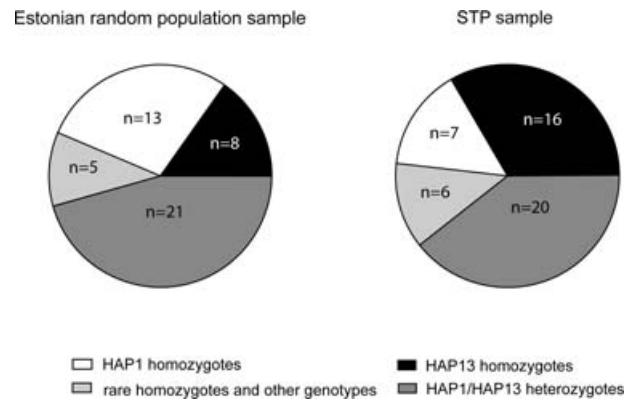 Estonian random population sample
STP sample
n=13
n=8
n=5
n=21
n=7
n=16
n=6
n=20
HAP1 homozygotes
HAP13 homozygotes
rare homozygotes and other genotypes
HAP1/HAP13 heterozygotes